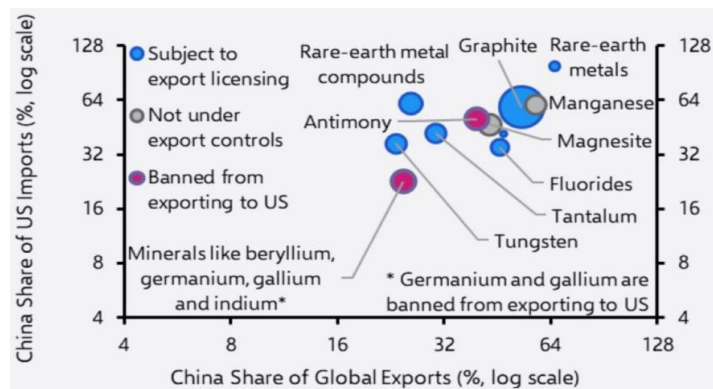 China Share of US Imports (%, log scale)
128
64
32
16
8
4
Subject to
export licensing
Not under
export controls
Banned from
exporting to US
Rare-earth metal
compounds
Antimony
Graphite
Rare-earth
metals
Manganese
Magnesite
Fluorides
Tantalum
Tungsten
Minerals like beryllium,
germanium, gallium
and indium*
* Germanium and gallium are
banned from exporting to US
128
64
32
16
8
4
4 8 16 32 64 128
China Share of Global Exports (%, log scale)